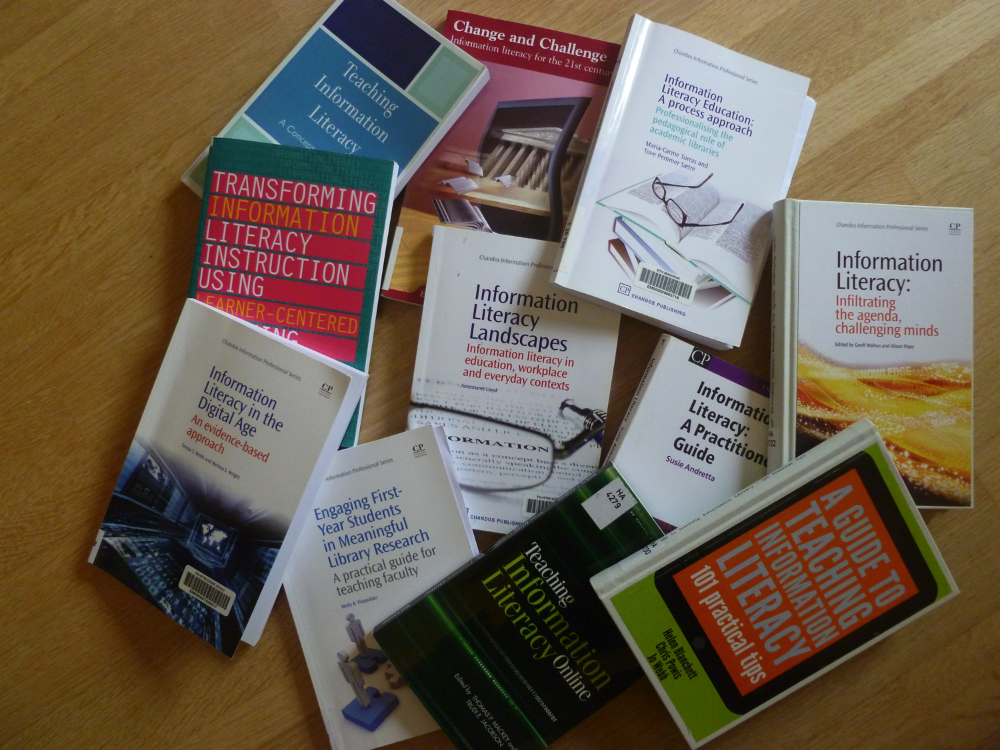 Teaching
Information
Literacy
Change and Challenge
Information literacy for the 21st
Chandos Information Professional Series
Information
Literacy Education:
A process approach
Professionalising the
pedagogical role of
academic libraries
Maria-Carme Torras and
Tove Pemmer Sætre
ETH-Bibliothek
EM000005663716
CP CHANDOS PUBLISHING
TRANSFORMING
INFORMATION
LITERACY
INSTRUCTION
USING
LEARNER-CENTERED
Chandos Information
Information
Literacy
Landscapes
Information literacy in
education, workplace
and everyday contexts
Annemaree Lloyd
CHANDOS PUBLISHING
Chandos Information Professional Series
CP
Information
Literacy:
Infiltrating
the agenda,
challenging minds
Edited by Geoff Walton and Alison Pope
KNOWLEDGE
CP
Literacy:
A
Guide
Susie Andretta
Chandos Information Professional Series
CP
Information
Literacy in the
Digital Age
An evidence-based
approach
Teresa S. Welsh and Melissa S. Wright
Information Professional Series
CP
Engaging First-
Year Students
in Meaningful
Library Research
A practical guide for
teaching faculty
Molly R. Flaspohler
HA
4279
Teaching
Information
Literacy Online
Edited by THOMAS P. MACKEY and
TRUDI E. JACOBSON
A GUIDE TO
TEACHING
INFORMATION
LITERACY
101 practical tips
Helen Blanchett
Chris Powis
Jo Webb